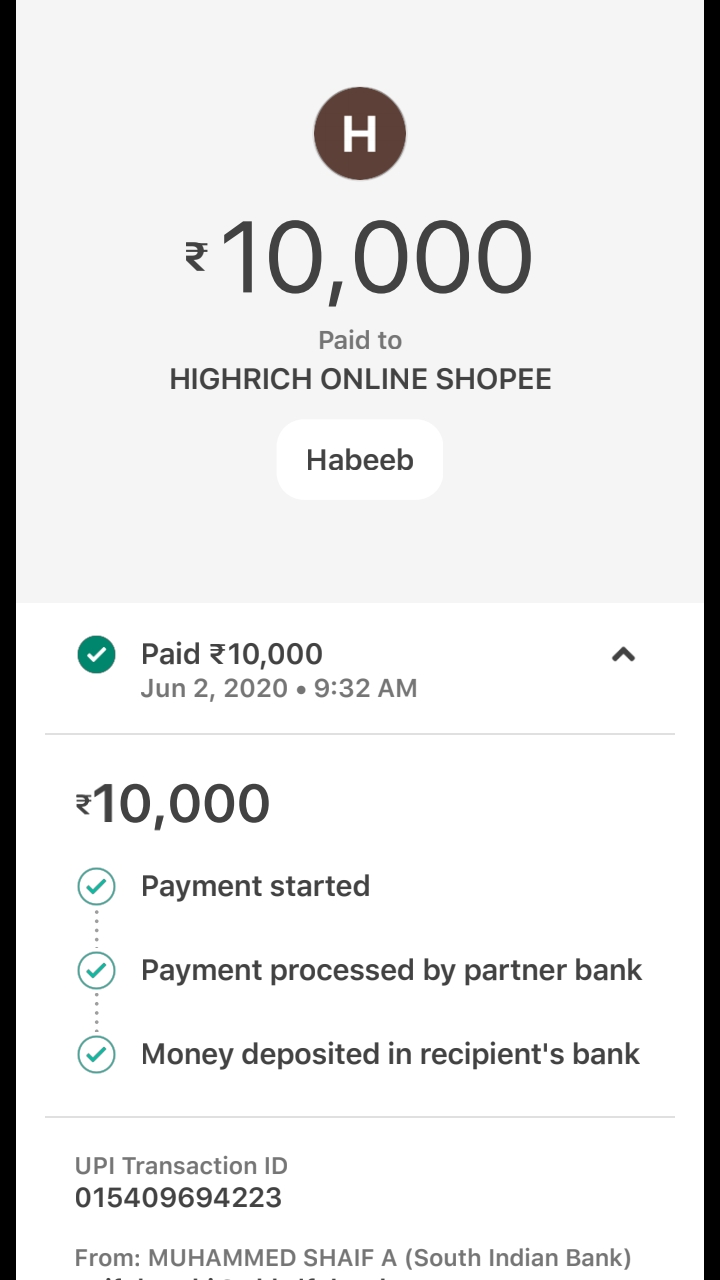 H
₹10,000
Paid to
HIGHRICH ONLINE SHOPEE
Habeeb
Paid ₹10,000
Jun 2, 2020 • 9:32 AM
₹10,000
Payment started
Payment processed by partner bank
Money deposited in recipient's bank
UPI Transaction ID
015409694223
From: MUHAMMED SHAIF A (South Indian Bank)